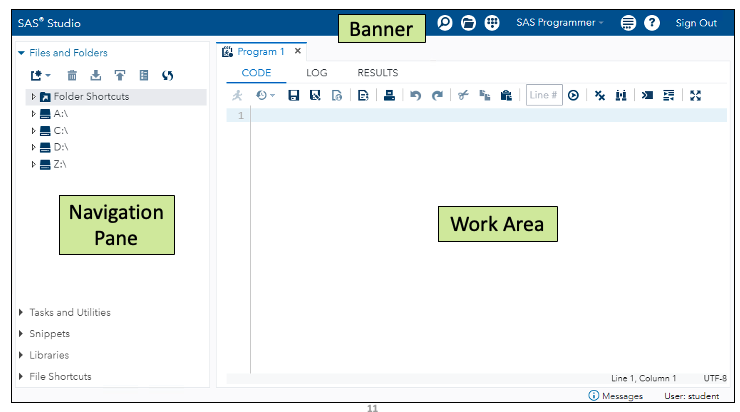 SAS® Studio
Banner
SAS Programmer
Sign Out
Files and Folders
Folder Shortcuts
A:\
C:\
D:\
Z:\
Navigation
Pane
Tasks and Utilities
Snippets
Libraries
File Shortcuts
Program 1
CODE LOG RESULTS
Line #
1
Work Area
Line 1, Column 1 UTF-8
Messages User: student
11